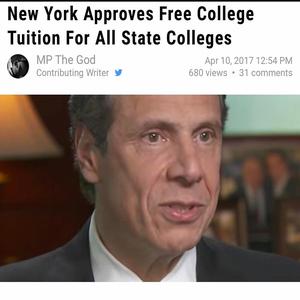 New York Approves Free College
Tuition For All State Colleges
MP The God
Apr 10, 2017 12:54 PM
Contributing Writer
680 views • 31 comments